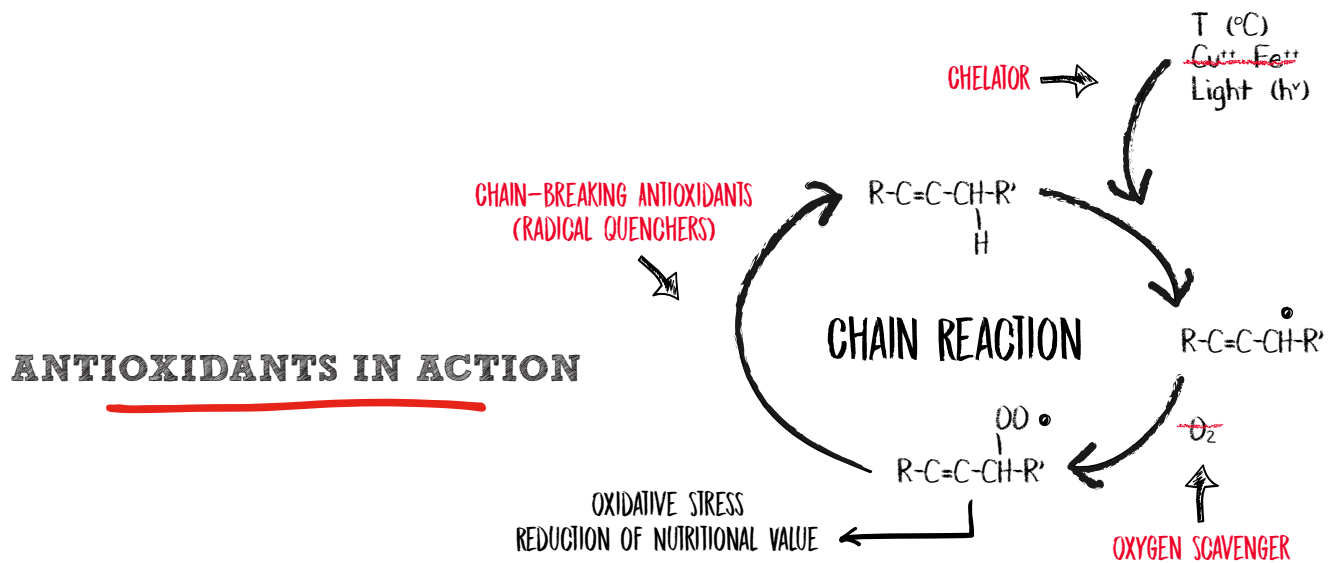 T (°C)
Cu++ Fe++
Light (hv)
CHELATOR
CHAIN-BREAKING ANTIOXIDANTS
(RADICAL QUENCHERS)
R-C=C-CH-R'
H
CHAIN REACTION
R-C=C-CH-R'
ANTIOXIDANTS IN ACTION
OO
O2
R-C=C-CH-R'
OXIDATIVE STRESS
REDUCTION OF NUTRITIONAL VALUE
OXYGEN SCAVENGER